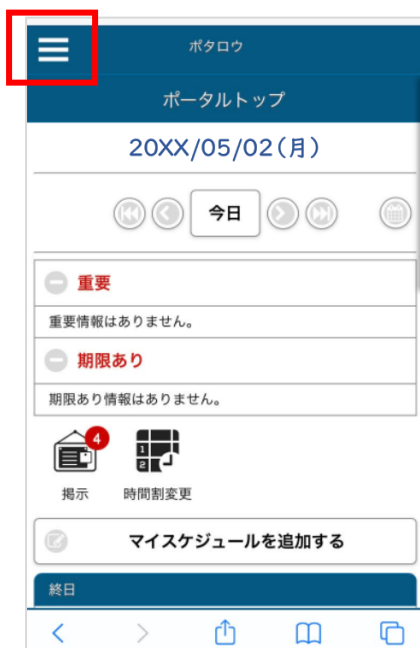 ポタロウ
ポータルトップ
20XX/05/02(月)
今日
重要
重要情報はありません。
期限あり
期限あり情報はありません。
4
1
2
掲示 時間割変更
マイスケジュールを追加する
終日